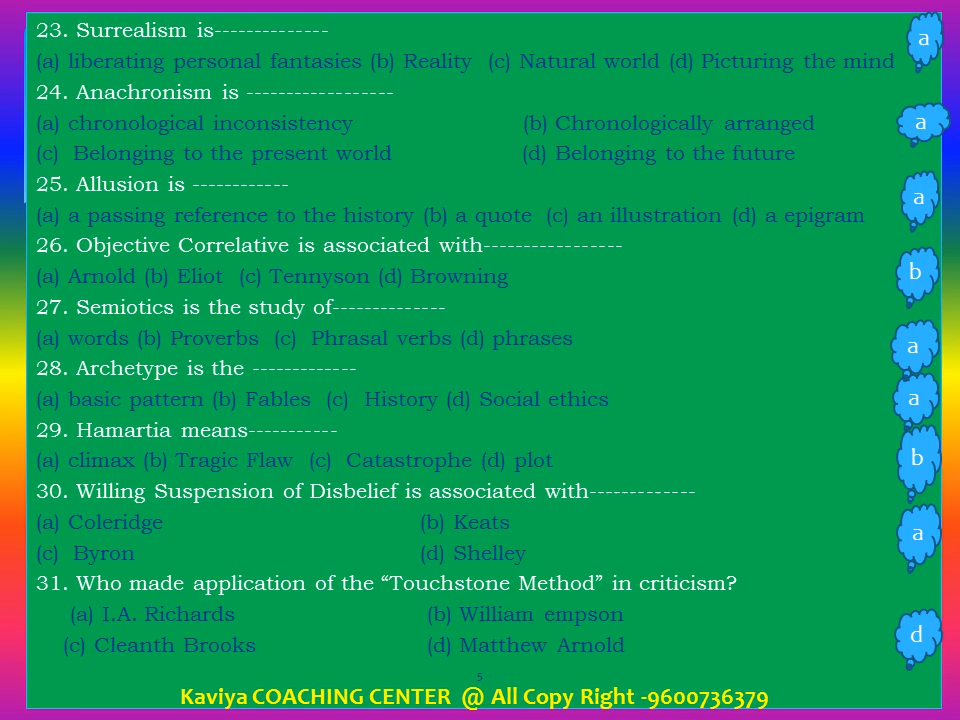 23. Surrealism is--------------
(a) liberating personal fantasies (b) Reality (c) Natural world (d) Picturing the mind
a
24. Anachronism is ------------------
(a) chronological inconsistency (b) Chronologically arranged
a
(c) Belonging to the present world (d) Belonging to the future
25. Allusion is ------------
(a) a passing reference to the history (b) a quote (c) an illustration (d) a epigram
a
26. Objective Correlative is associated with-----------------
(a) Arnold (b) Eliot (c) Tennyson (d) Browning
b
27. Semiotics is the study of--------------
(a) words (b) Proverbs (c) Phrasal verbs (d) phrases
a
28. Archetype is the -------------
(a) basic pattern (b) Fables (c) History (d) Social ethics
a
29. Hamartia means-----------
(a) climax (b) Tragic Flaw (c) Catastrophe (d) plot
b
30. Willing Suspension of Disbelief is associated with-------------
(a) Coleridge (b) Keats
a
(c) Byron (d) Shelley
31. Who made application of the “Touchstone Method” in criticism?
(a) I.A. Richards (b) William empson
(c) Cleanth Brooks (d) Matthew Arnold
d
5
Kaviya COACHING CENTER @ All Copy Right -9600736379